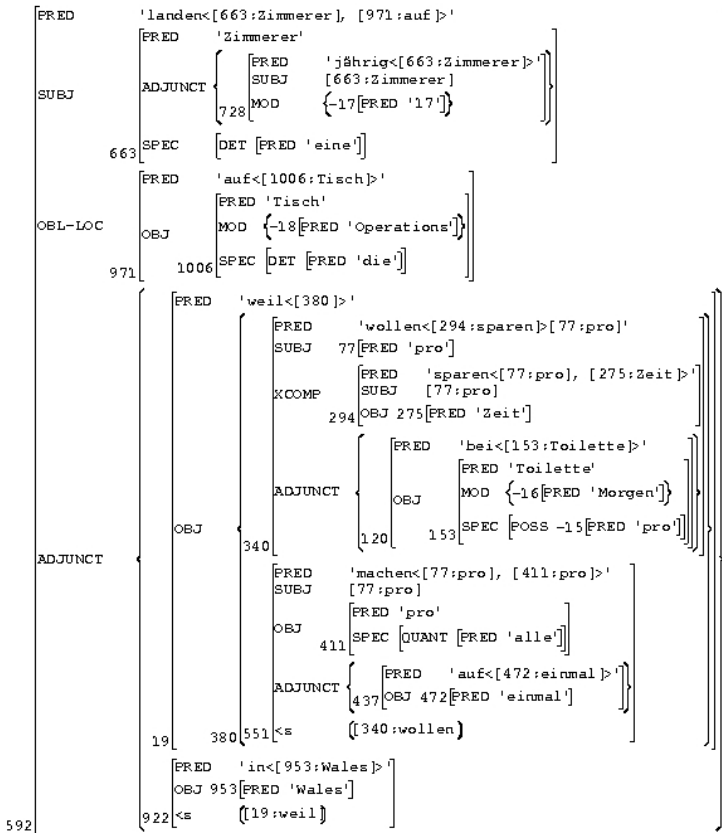 PRED 'landen<[663:Zimmerer], [971:auf]>'
PRED 'Zimmerer'
PRED 'jährig<[663:Zimmerer]>'
SUBJ [663:Zimmerer]
SUBJ ADJUNCT
728 MOD {-17[PRED '17']}
663 SPEC [DET [PRED 'eine']]
PRED 'auf<[1006:Tisch]>'
PRED 'Tisch'
OBL-LOC OBJ MOD {-18[PRED 'Operations']}
971 1006 SPEC [DET [PRED 'die']]
PRED 'weil<[380]>'
PRED 'wollen<[294:sparen]>[77:pro]'
SUBJ 77[PRED 'pro']
PRED 'sparen<[77:pro], [275:Zeit]>'
XCOMP SUBJ [77:pro]
294 OBJ 275[PRED 'Zeit']
PRED 'bei<[153:Toilette]>'
PRED 'Toilette'
ADJUNCT OBJ MOD {-16[PRED 'Morgen']}
OBJ 340 120 153 SPEC [POSS -15[PRED 'pro']]
ADJUNCT
PRED 'machen<[77:pro], [411:pro]>'
SUBJ [77:pro]
PRED 'pro'
OBJ 411 SPEC [QUANT [PRED 'alle']]
PRED 'auf<[472:einmal]>'
ADJUNCT 437 OBJ 472[PRED 'einmal']
19 380 551 <s {[340:wollen]}
PRED 'in<[953:Wales]>'
OBJ 953[PRED 'Wales']
592 922 <s {[19:weil]}